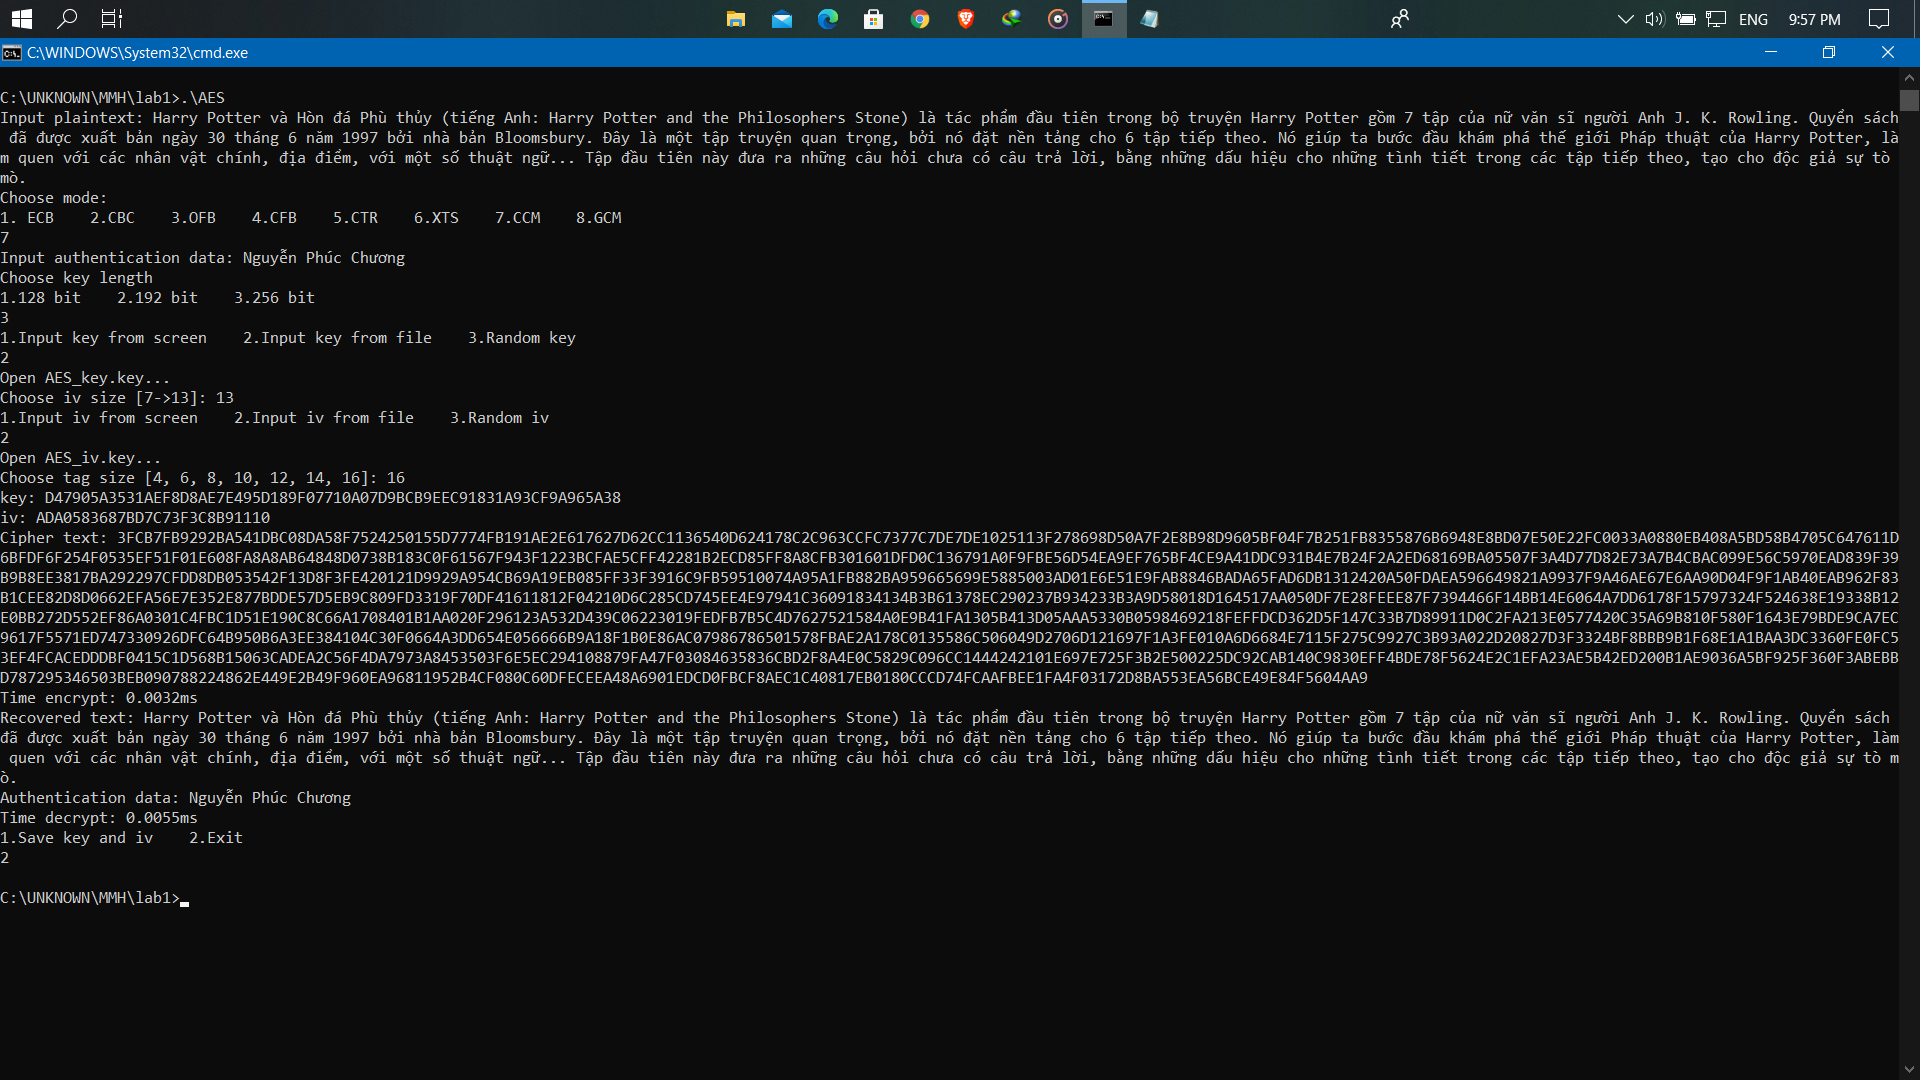 ENG 9:57 PM
C:\WINDOWS\System32\cmd.exe
C:\UNKNOWN\MMH\lab1>.\AES
Input plaintext: Harry Potter và Hòn đá Phù thủy (tiếng Anh: Harry Potter and the Philosophers Stone) là tác phẩm đầu tiên trong bộ truyện Harry Potter gồm 7 tập của nữ văn sĩ người Anh J. K. Rowling. Quyển sách
đã được xuất bản ngày 30 tháng 6 năm 1997 bởi nhà bản Bloomsbury. Đây là một tập truyện quan trọng, bởi nó đặt nền tảng cho 6 tập tiếp theo. Nó giúp ta bước đầu khám phá thế giới Pháp thuật của Harry Potter, là
m quen với các nhân vật chính, địa điểm, với một số thuật ngữ... Tập đầu tiên này đưa ra những câu hỏi chưa có câu trả lời, bằng những dấu hiệu cho những tình tiết trong các tập tiếp theo, tạo cho độc giả sự tò
mò.
Choose mode:
1. ECB    2.CBC    3.OFB    4.CFB    5.CTR    6.XTS    7.CCM    8.GCM
7
Input authentication data: Nguyễn Phúc Chương
Choose key length
1.128 bit    2.192 bit    3.256 bit
3
1.Input key from screen    2.Input key from file    3.Random key
2
Open AES_key.key...
Choose iv size [7->13]: 13
1.Input iv from screen    2.Input iv from file    3.Random iv
2
Open AES_iv.key...
Choose tag size [4, 6, 8, 10, 12, 14, 16]: 16
key: D47905A3531AEF8D8AE7E495D189F07710A07D9BCB9EEC91831A93CF9A965A38
iv: ADA0583687BD7C73F3C8B91110
Cipher text: 3FCB7FB9292BA541DBC08DA58F7524250155D7774FB191AE2E617627D62CC1136540D624178C2C963CCFC7377C7DE7DE1025113F278698D50A7F2E8B98D9605BF04F7B251FB8355876B6948E8BD07E50E22FC0033A0880EB408A5BD58B4705C647611D
6BFDF6F254F0535EF51F01E608FA8A8AB64848D0738B183C0F61567F943F1223BCFAE5CFF42281B2ECD85FF8A8CFB301601DFD0C136791A0F9FBE56D54EA9EF765BF4CE9A41DDC931B4E7B24F2A2ED68169BA05507F3A4D77D82E73A7B4CBAC099E56C5970EAD839F39
B9B8EE3817BA292297CFDD8DB053542F13D8F3FE420121D9929A954CB69A19EB085FF33F3916C9FB59510074A95A1FB882BA959665699E5885003AD01E6E51E9FAB8846BADA65FAD6DB1312420A50FDAEA596649821A9937F9A46AE67E6AA90D04F9F1AB40EAB962F83
B1CEE82D8D0662EFA56E7E352E877BDDE57D5EB9C809FD3319F70DF41611812F04210D6C285CD745EE4E97941C36091834134B3B61378EC290237B934233B3A9D58018D164517AA050DF7E28FEEE87F7394466F14BB14E6064A7DD6178F15797324F524638E19338B12
E0BB272D552EF86A0301C4FBC1D51E190C8C66A1708401B1AA020F296123A532D439C06223019FEDFB7B5C4D7627521584A0E9B41FA1305B413D05AAA5330B0598469218FEFFDCD362D5F147C33B7D89911D0C2FA213E0577420C35A69B810F580F1643E79BDE9CA7EC
9617F5571ED747330926DFC64B950B6A3EE384104C30F0664A3DD654E056666B9A18F1B0E86AC07986786501578FBAE2A178C0135586C506049D2706D121697F1A3FE010A6D6684E7115F275C9927C3B93A022D20827D3F3324BF8BBB9B1F68E1A1BAA3DC3360FE0FC5
3EF4FCACEDDDBF0415C1D568B15063CADEA2C56F4DA7973A8453503F6E5EC294108879FA47F03084635836CBD2F8A4E0C5829C096CC1444242101E697E725F3B2E500225DC92CAB140C9830EFF4BDE78F5624E2C1EFA23AE5B42ED200B1AE9036A5BF925F360F3ABEBB
D787295346503BEB090788224862E449E2B49F960EA96811952B4CF080C60DFECEEA48A6901EDCD0FBCF8AEC1C40817EB0180CCCD74FCAAFBEE1FA4F03172D8BA553EA56BCE49E84F5604AA9
Time encrypt: 0.0032ms
Recovered text: Harry Potter và Hòn đá Phù thủy (tiếng Anh: Harry Potter and the Philosophers Stone) là tác phẩm đầu tiên trong bộ truyện Harry Potter gồm 7 tập của nữ văn sĩ người Anh J. K. Rowling. Quyển sách
đã được xuất bản ngày 30 tháng 6 năm 1997 bởi nhà bản Bloomsbury. Đây là một tập truyện quan trọng, bởi nó đặt nền tảng cho 6 tập tiếp theo. Nó giúp ta bước đầu khám phá thế giới Pháp thuật của Harry Potter, làm
quen với các nhân vật chính, địa điểm, với một số thuật ngữ... Tập đầu tiên này đưa ra những câu hỏi chưa có câu trả lời, bằng những dấu hiệu cho những tình tiết trong các tập tiếp theo, tạo cho độc giả sự tò m
ò.
Authentication data: Nguyễn Phúc Chương
Time decrypt: 0.0055ms
1.Save key and iv    2.Exit
2
C:\UNKNOWN\MMH\lab1>